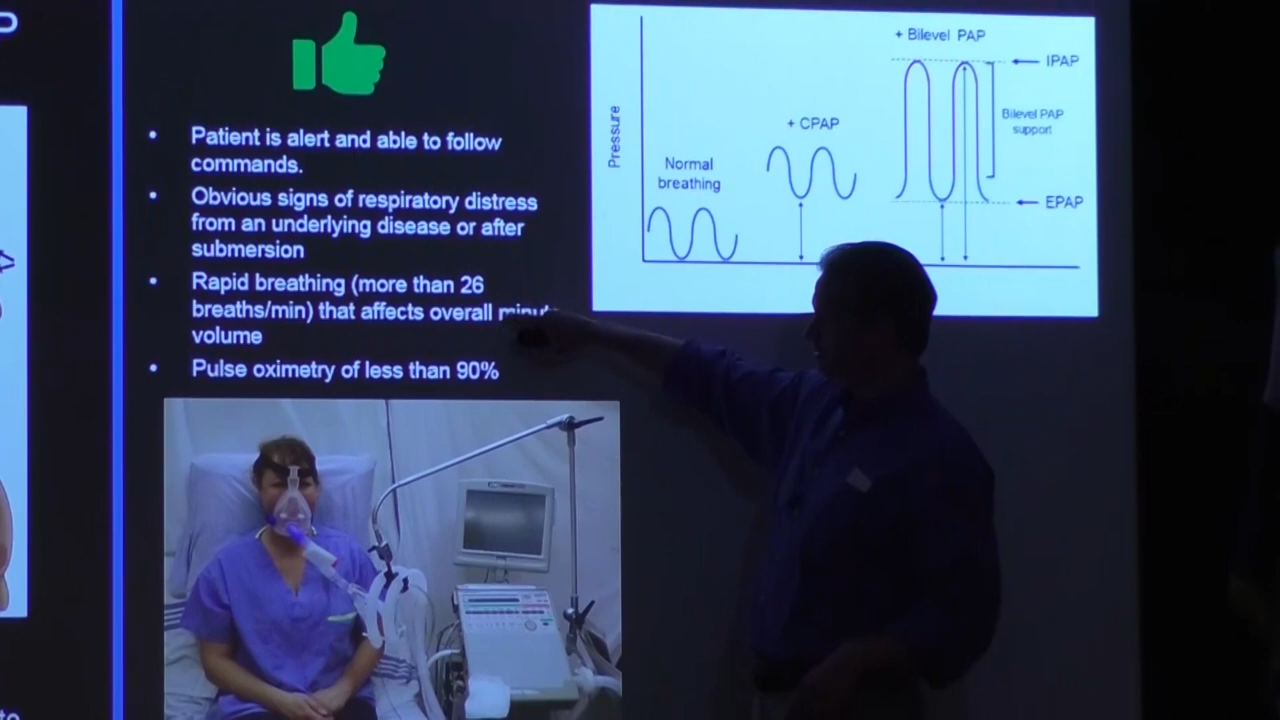 Patient is alert and able to follow
commands.
Obvious signs of respiratory distress
from an underlying disease or after
submersion
Rapid breathing (more than 26
breaths/min) that affects overall
volume
Pulse oximetry of less than 90%
Pressure
Normal
breathing
+ CPAP
+ Bilevel PAP
IPAP
Bilevel PAP
support
EPAP